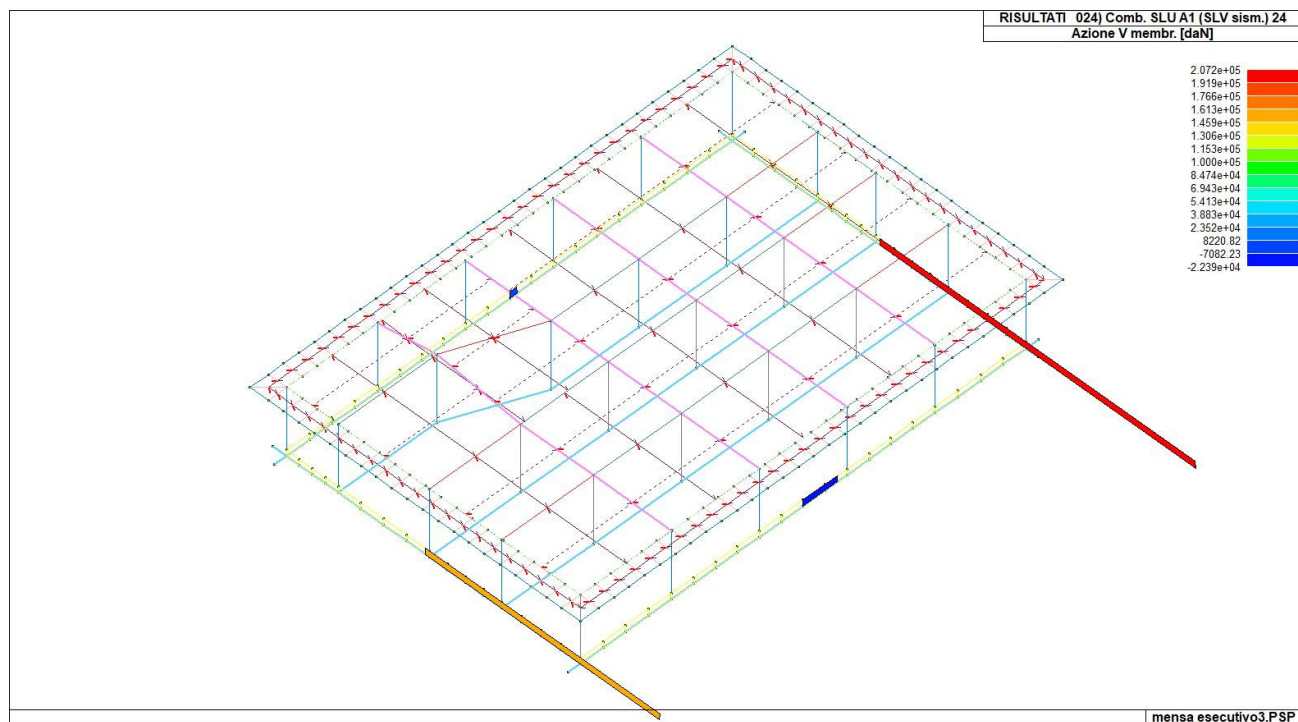 RISULTATI 024) Comb. SLU A1 (SLV sism.) 24
Azione V membr. [daN]
2.072e+05
1.919e+05
1.766e+05
1.613e+05
1.459e+05
1.306e+05
1.153e+05
1.000e+05
8.474e+04
6.943e+04
5.413e+04
3.883e+04
2.352e+04
8220.82
-7082.23
-2.239e+04
mensa esecutivo3.PSP